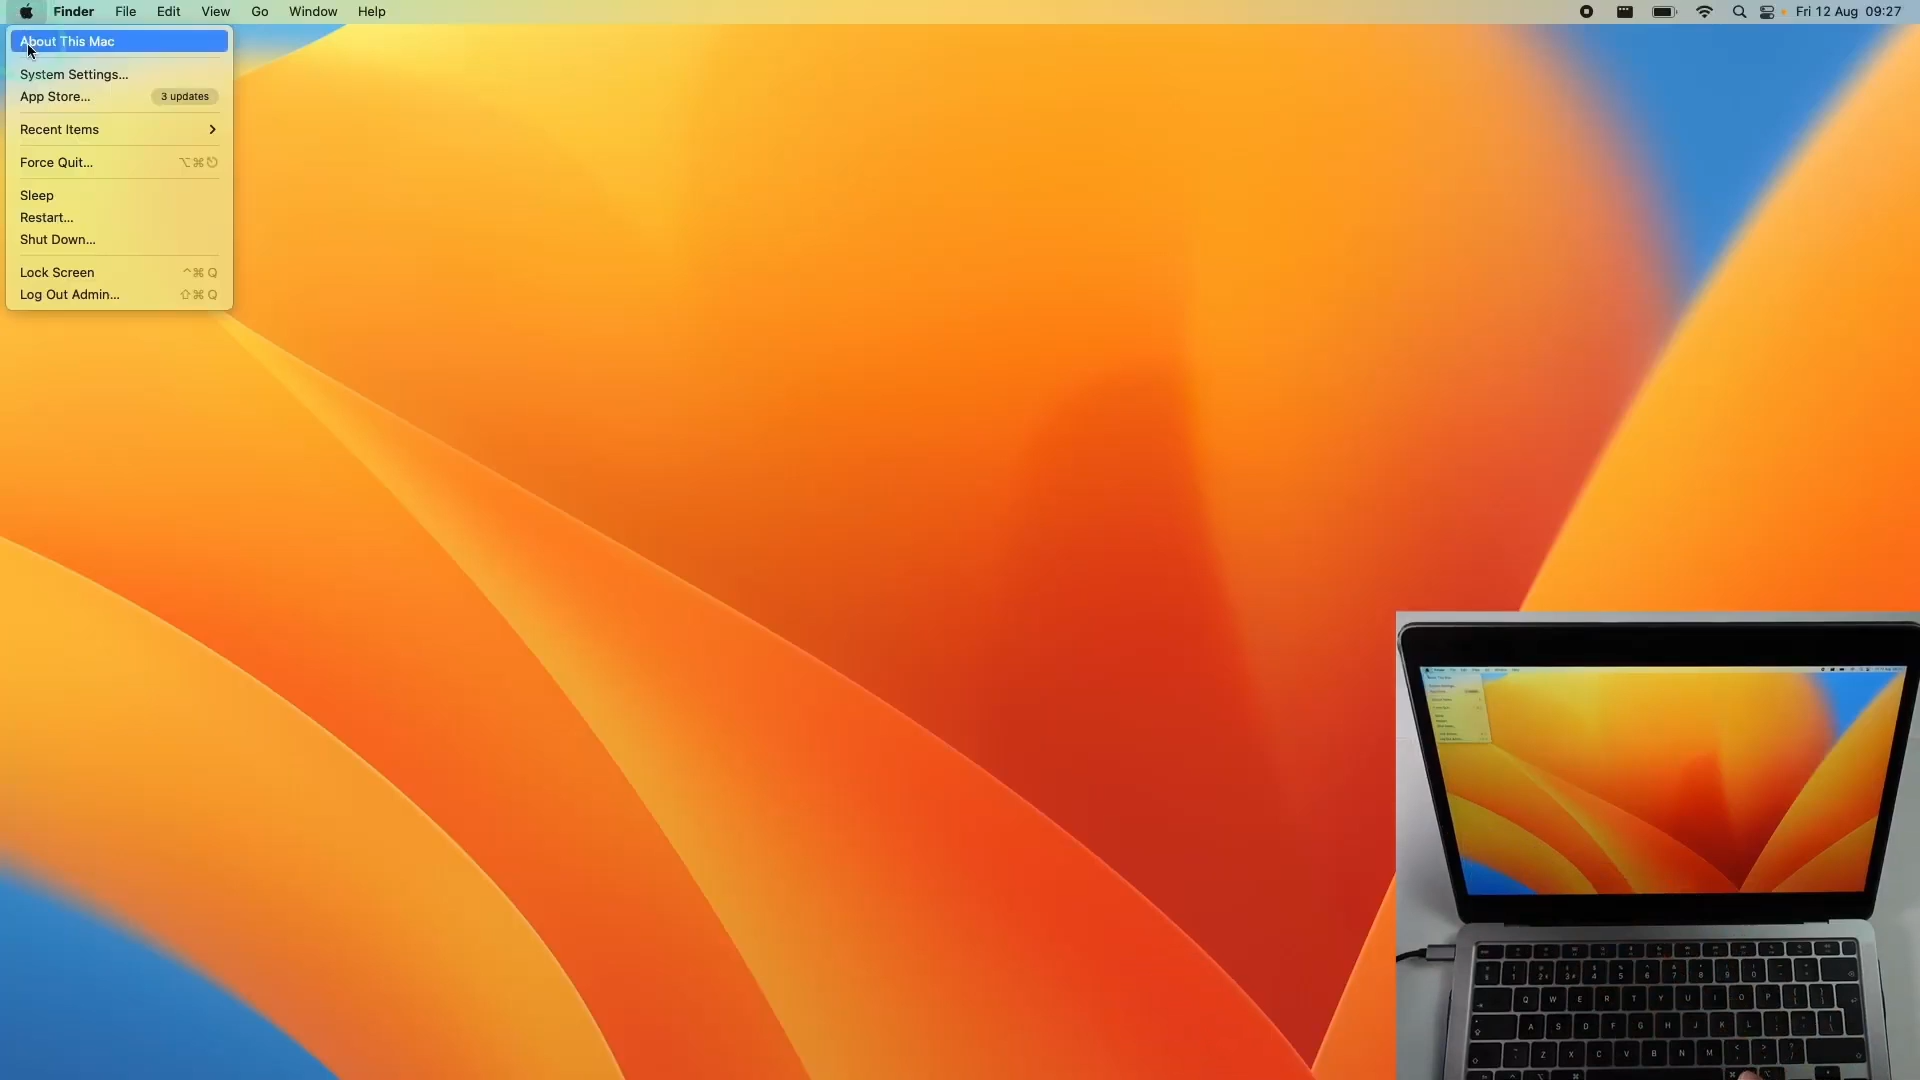 Finder File Edit View Go Window Help Fri 12 Aug 09:27
About This Mac
System Settings...
App Store... 3 updates
Recent Items
Force Quit... ⌥⌘⎋
Sleep
Restart...
Shut Down...
Lock Screen ^⌘Q
Log Out Admin... ⇧⌘Q
Q W E R T Y U I O P
A S D F G H J K L
Z X C V B N M